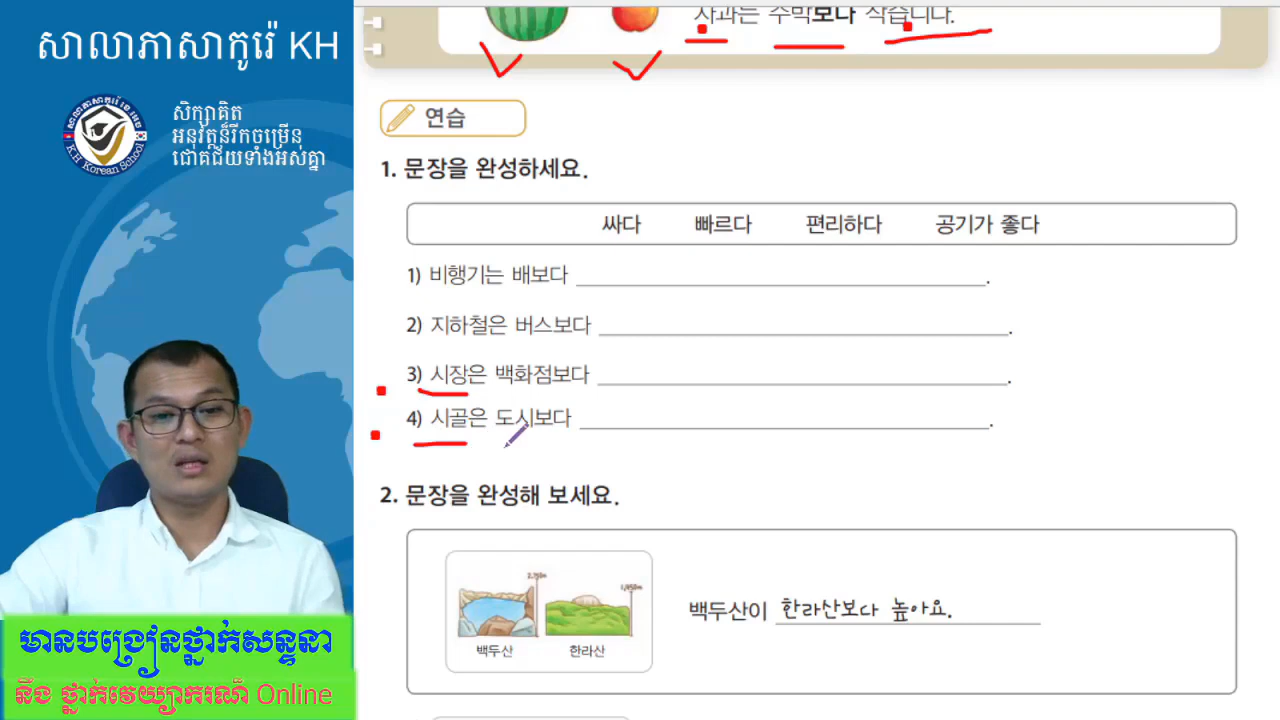 សាលាភាសាកូរ៉េ KH
សិក្សាគិត
អនុវត្តន៏រីកចម្រើន
ជោគជ័យទាំងអស់គ្នា
K.H Korean School
មានបង្រៀនថ្នាក់សន្ទនា
និង ថ្នាក់វេយ្យាករណ៏ Online
사과는 수박보다 작습니다.
연습
1. 문장을 완성하세요.
싸다 빠르다 편리하다 공기가 좋다
1) 비행기는 배보다 .
2) 지하철은 버스보다 .
3) 시장은 백화점보다 .
4) 시골은 도시보다 .
2. 문장을 완성해 보세요.
백두산 한라산
백두산이 한라산보다 높아요.